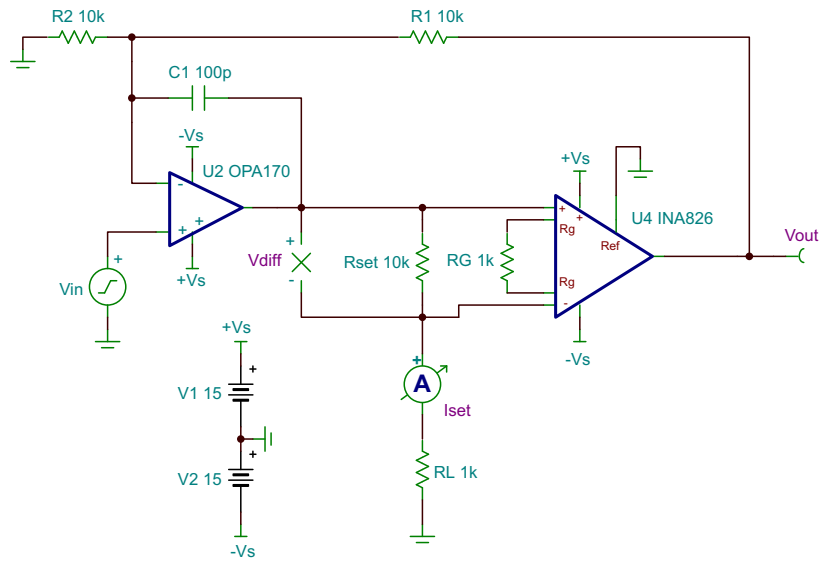 R2 10k
R1 10k
C1 100p
-Vs
U2 OPA170
-
+
+
+Vs
Vin
+
+
Vdiff
-
Rset 10k
RG 1k
+Vs
+
+
Rg
Rg
-
Ref
U4 INA826
Vout
-Vs
+Vs
+
V1 15
+
V2 15
-Vs
+
A
Iset
RL 1k